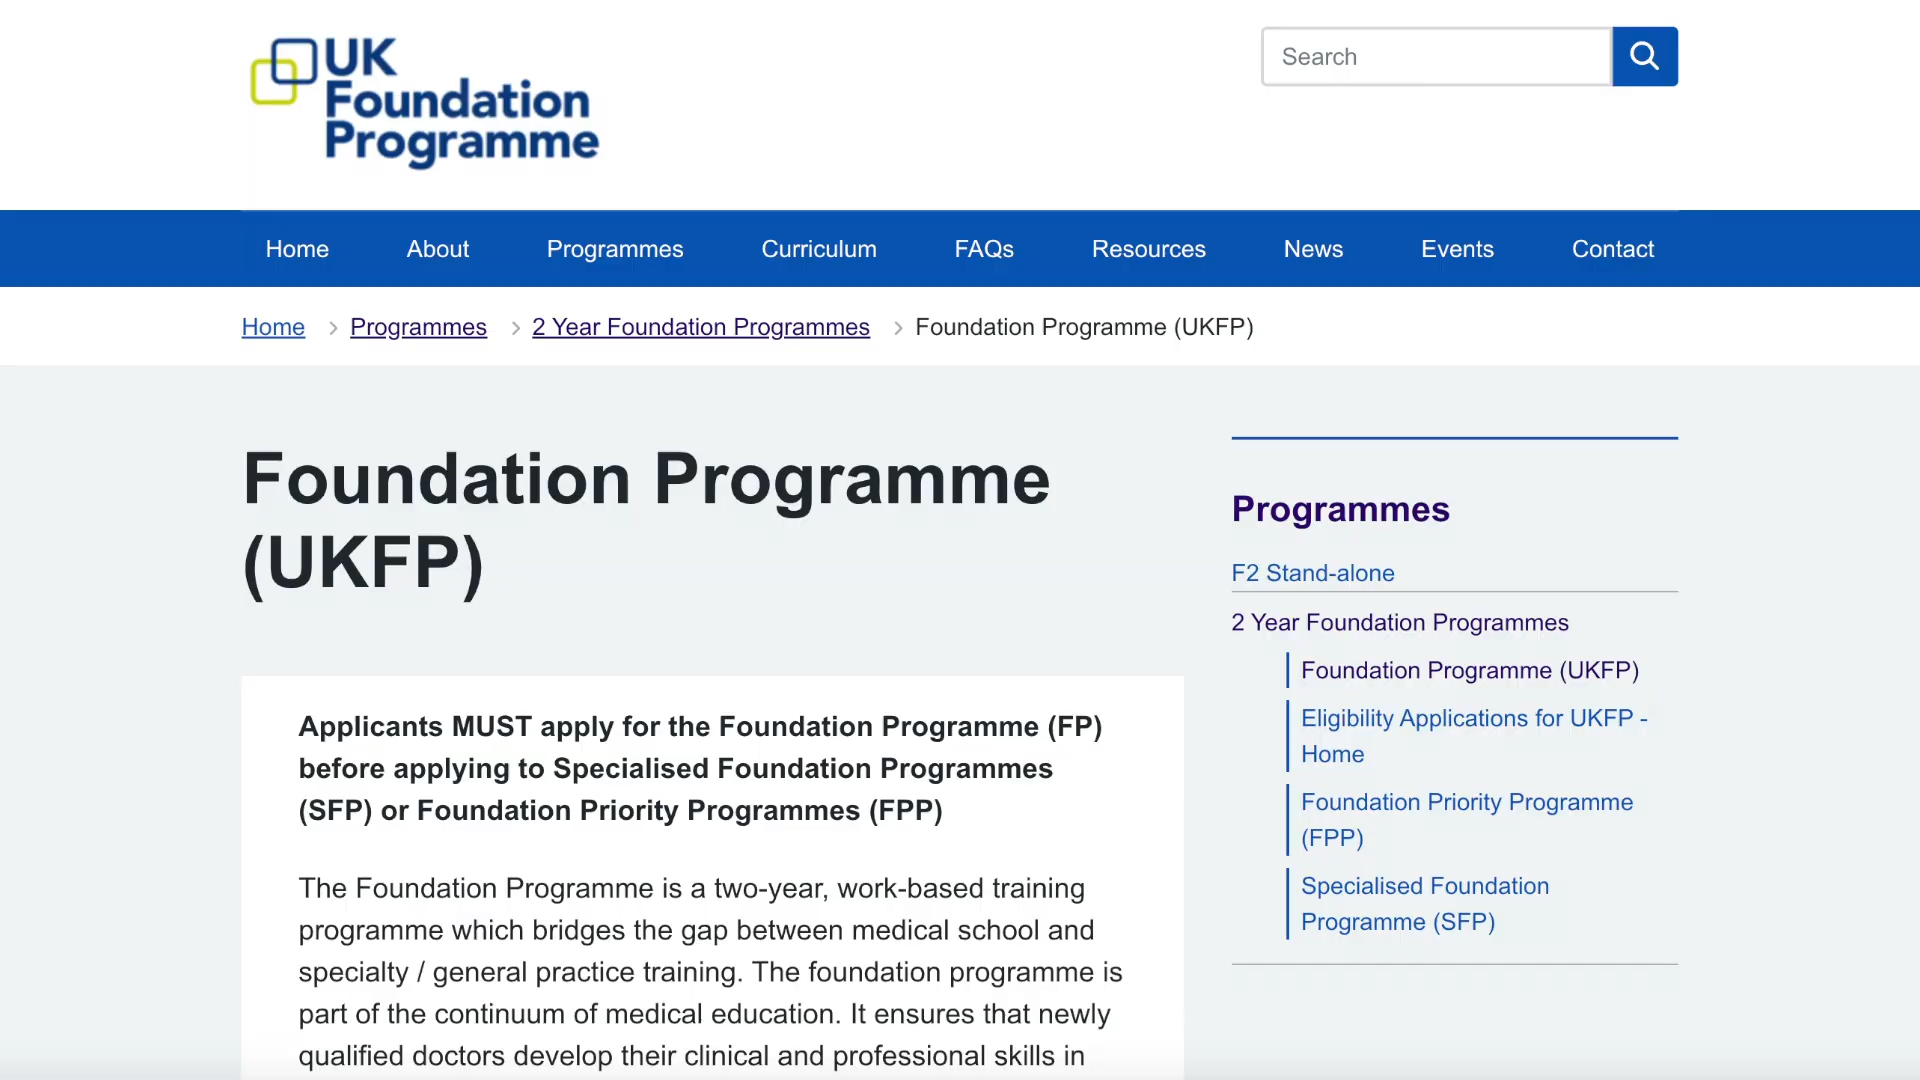 UK
Foundation
Programme
Search
Home About Programmes Curriculum FAQs Resources News Events Contact
Home > Programmes > 2 Year Foundation Programmes > Foundation Programme (UKFP)
Foundation Programme
(UKFP)
Applicants MUST apply for the Foundation Programme (FP)
before applying to Specialised Foundation Programmes
(SFP) or Foundation Priority Programmes (FPP)
The Foundation Programme is a two-year, work-based training
programme which bridges the gap between medical school and
specialty / general practice training. The foundation programme is
part of the continuum of medical education. It ensures that newly
qualified doctors develop their clinical and professional skills in
Programmes
F2 Stand-alone
2 Year Foundation Programmes
Foundation Programme (UKFP)
Eligibility Applications for UKFP -
Home
Foundation Priority Programme
(FPP)
Specialised Foundation
Programme (SFP)